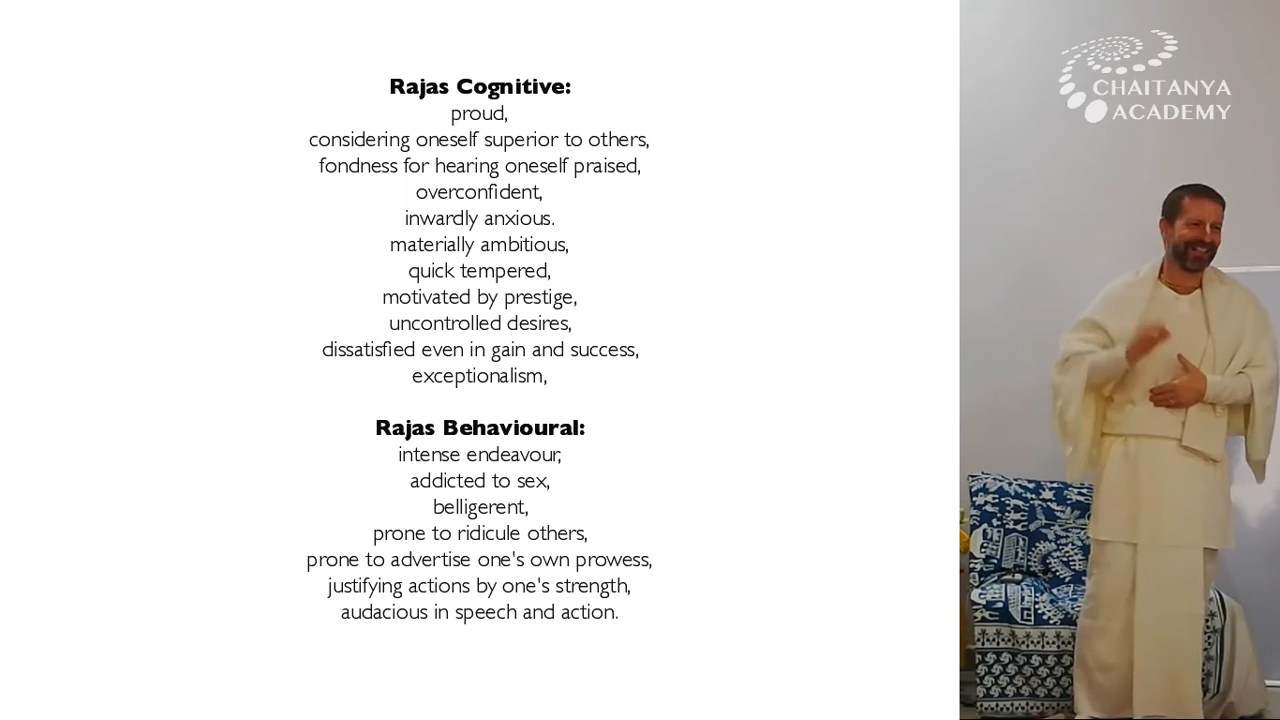 Rajas Cognitive:
proud,
considering oneself superior to others,
fondness for hearing oneself praised,
overconfident,
inwardly anxious.
materially ambitious,
quick tempered,
motivated by prestige,
uncontrolled desires,
dissatisfied even in gain and success,
exceptionalism,
Rajas Behavioural:
intense endeavour,
addicted to sex,
belligerent,
prone to ridicule others,
prone to advertise one's own prowess,
justifying actions by one's strength,
audacious in speech and action.
CHAITANYA
ACADEMY